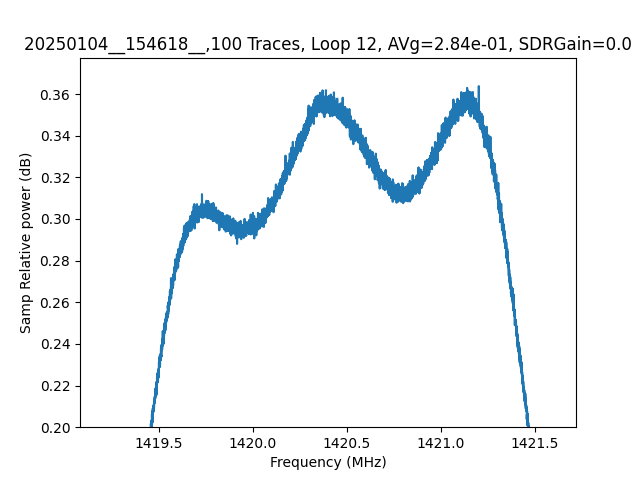 20250104__154618__,100 Traces, Loop 12, AVg=2.84e-01, SDRGain=0.0
Samp Relative power (dB)
0.36
0.34
0.32
0.30
0.28
0.26
0.24
0.22
0.20
1419.5 1420.0 1420.5 1421.0 1421.5
Frequency (MHz)